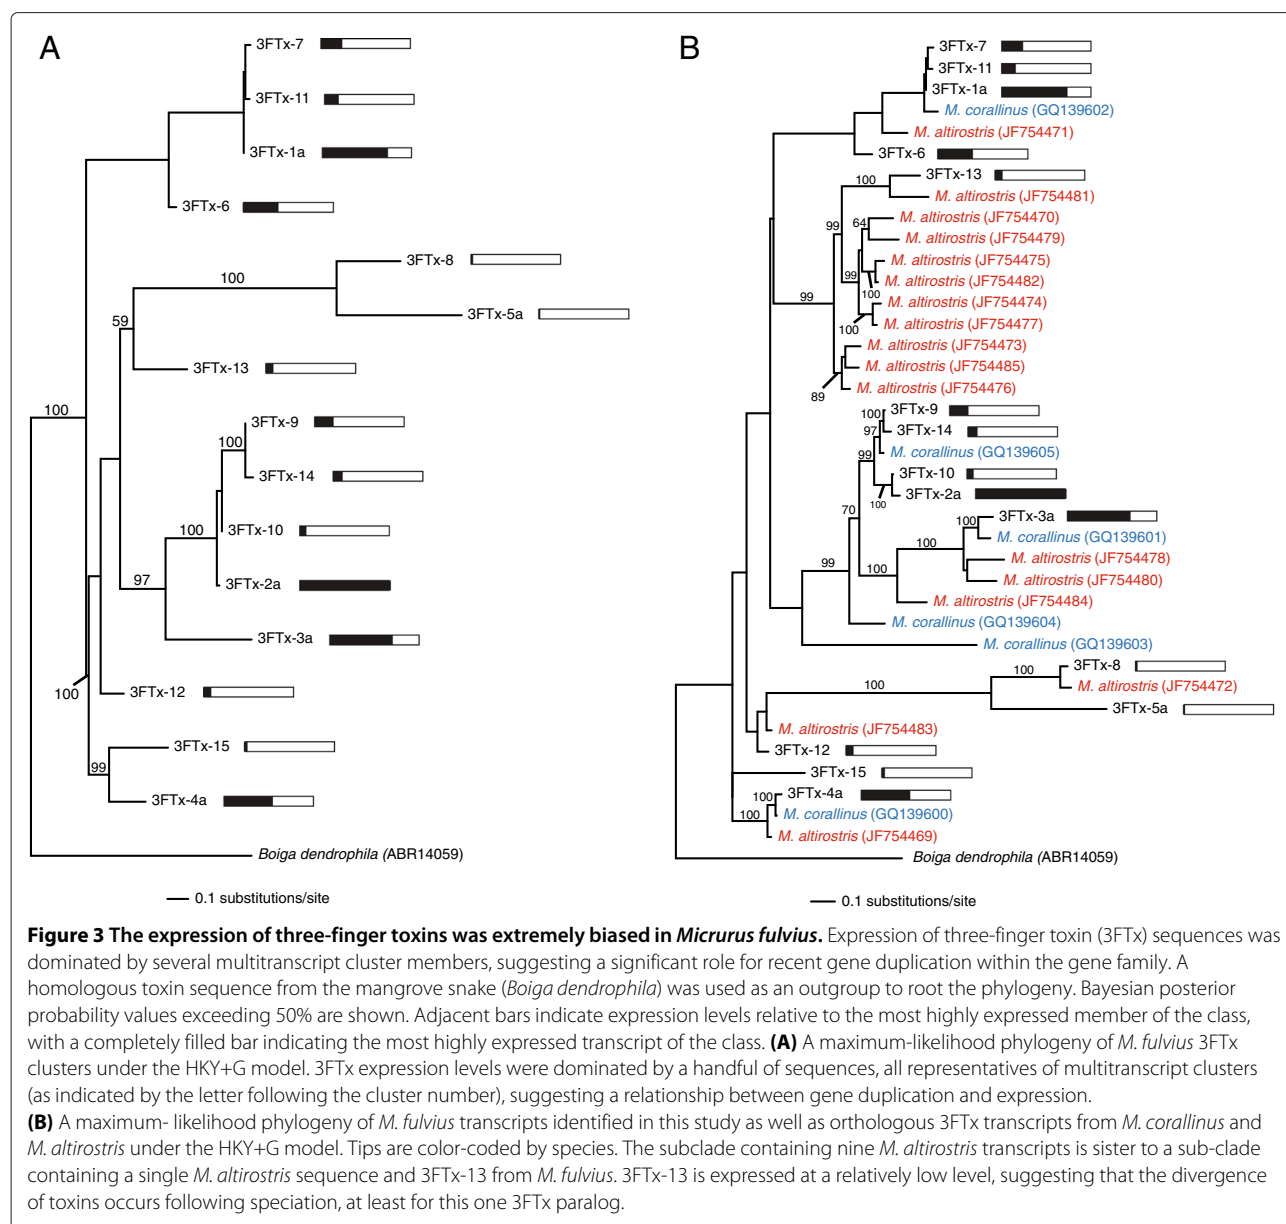 A
3FTx-7
3FTx-11
3FTx-1a
3FTx-6
3FTx-8
100
3FTx-5a
59
3FTx-13
100
3FTx-9
100
3FTx-14
3FTx-10
100
3FTx-2a
97
3FTx-3a
100
3FTx-12
3FTx-15
99
3FTx-4a
Boiga dendrophila (ABR14059)
0.1 substitutions/site
B
3FTx-7
3FTx-11
3FTx-1a
M. corallinus (GQ139602)
M. altirostris (JF754471)
3FTx-6
100
3FTx-13
M. altirostris (JF754481)
99
64
M. altirostris (JF754470)
M. altirostris (JF754479)
M. altirostris (JF754475)
99
M. altirostris (JF754482)
100
99
M. altirostris (JF754474)
M. altirostris (JF754477)
100
M. altirostris (JF754473)
M. altirostris (JF754485)
M. altirostris (JF754476)
89
100
3FTx-9
97
3FTx-14
99
M. corallinus (GQ139605)
3FTx-10
3FTx-2a
100
70
100
3FTx-3a
M. corallinus (GQ139601)
100
M. altirostris (JF754478)
99
100
M. altirostris (JF754480)
M. altirostris (JF754484)
M. corallinus (GQ139604)
M. corallinus (GQ139603)
100
3FTx-8
100
M. altirostris (JF754472)
3FTx-5a
M. altirostris (JF754483)
3FTx-12
3FTx-15
100
3FTx-4a
100
M. corallinus (GQ139600)
M. altirostris (JF754469)
Boiga dendrophila (ABR14059)
0.1 substitutions/site
Figure 3 The expression of three-finger toxins was extremely biased in Micrurus fulvius. Expression of three-finger toxin (3FTx) sequences was
dominated by several multitranscript cluster members, suggesting a significant role for recent gene duplication within the gene family. A
homologous toxin sequence from the mangrove snake (Boiga dendrophila) was used as an outgroup to root the phylogeny. Bayesian posterior
probability values exceeding 50% are shown. Adjacent bars indicate expression levels relative to the most highly expressed member of the class,
with a completely filled bar indicating the most highly expressed transcript of the class. (A) A maximum-likelihood phylogeny of M. fulvius 3FTx
clusters under the HKY+G model. 3FTx expression levels were dominated by a handful of sequences, all representatives of multitranscript clusters
(as indicated by the letter following the cluster number), suggesting a relationship between gene duplication and expression.
(B) A maximum- likelihood phylogeny of M. fulvius transcripts identified in this study as well as orthologous 3FTx transcripts from M. corallinus and
M. altirostris under the HKY+G model. Tips are color-coded by species. The subclade containing nine M. altirostris transcripts is sister to a sub-clade
containing a single M. altirostris sequence and 3FTx-13 from M. fulvius. 3FTx-13 is expressed at a relatively low level, suggesting that the divergence
of toxins occurs following speciation, at least for this one 3FTx paralog.